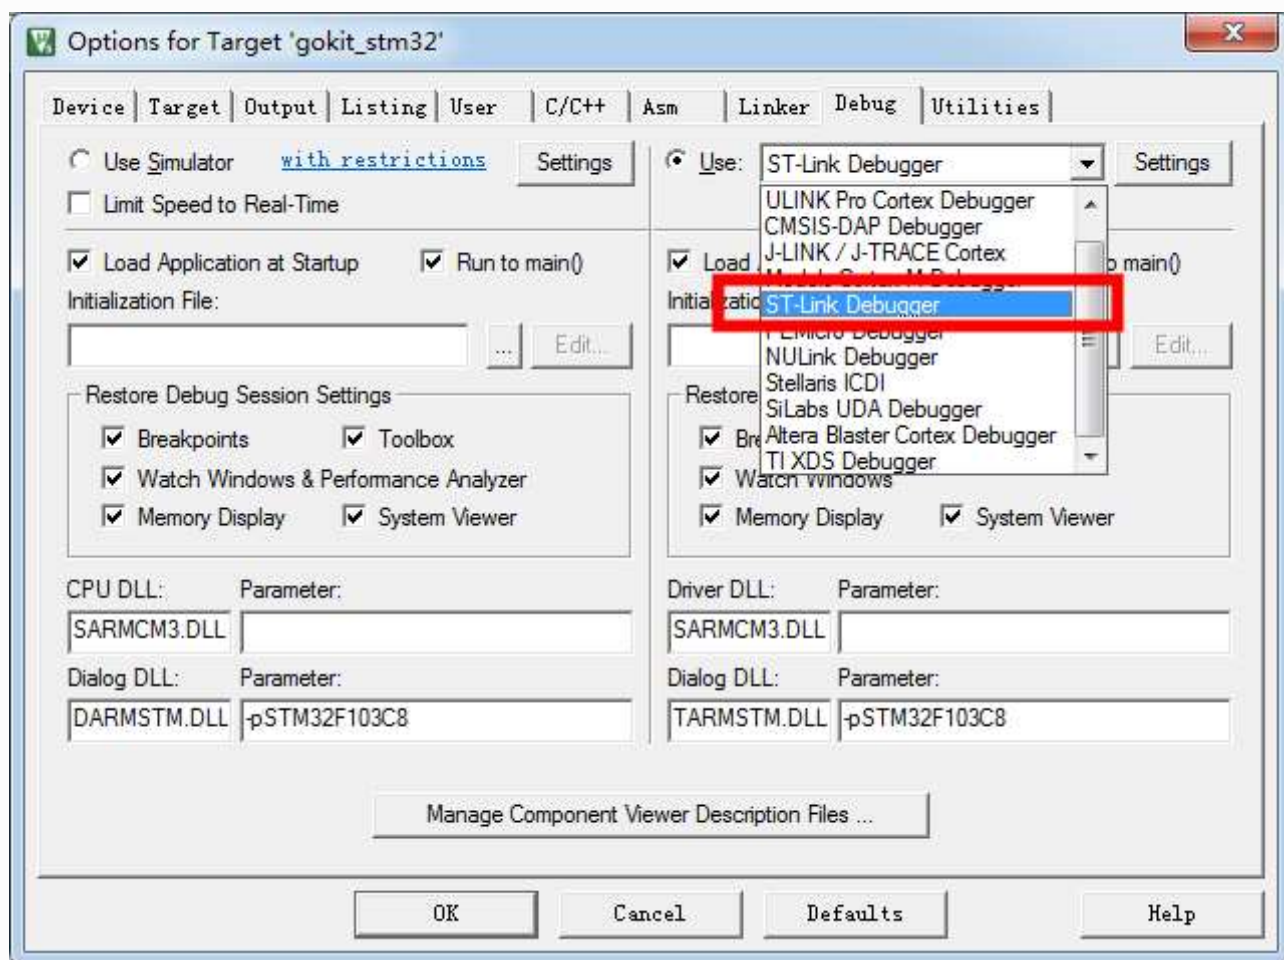 Options for Target 'gokit_stm32'
Device Target Output Listing User C/C++ Asm Linker Debug Utilities
Use Simulator with restrictions Settings
Use: ST-Link Debugger Settings
Limit Speed to Real-Time
ULINK Pro Cortex Debugger
CMSIS-DAP Debugger
J-LINK / J-TRACE Cortex
Models Cortex-M Debugger
ST-Link Debugger
PEMicro Debugger
NULink Debugger
Stellaris ICDI
SiLabs UDA Debugger
Altera Blaster Cortex Debugger
TI XDS Debugger
Load Application at Startup Run to main()
Load main()
Initialization File:
... Edit...
Edit...
Restore Debug Session Settings
Restore
Breakpoints Toolbox
Watch Windows & Performance Analyzer
Watch Windows
Memory Display System Viewer
Memory Display System Viewer
CPU DLL: Parameter:
Driver DLL: Parameter:
SARMCM3.DLL
SARMCM3.DLL
Dialog DLL: Parameter:
Dialog DLL: Parameter:
DARMSTM.DLL -pSTM32F103C8
TARMSTM.DLL -pSTM32F103C8
Manage Component Viewer Description Files ...
OK Cancel Defaults Help